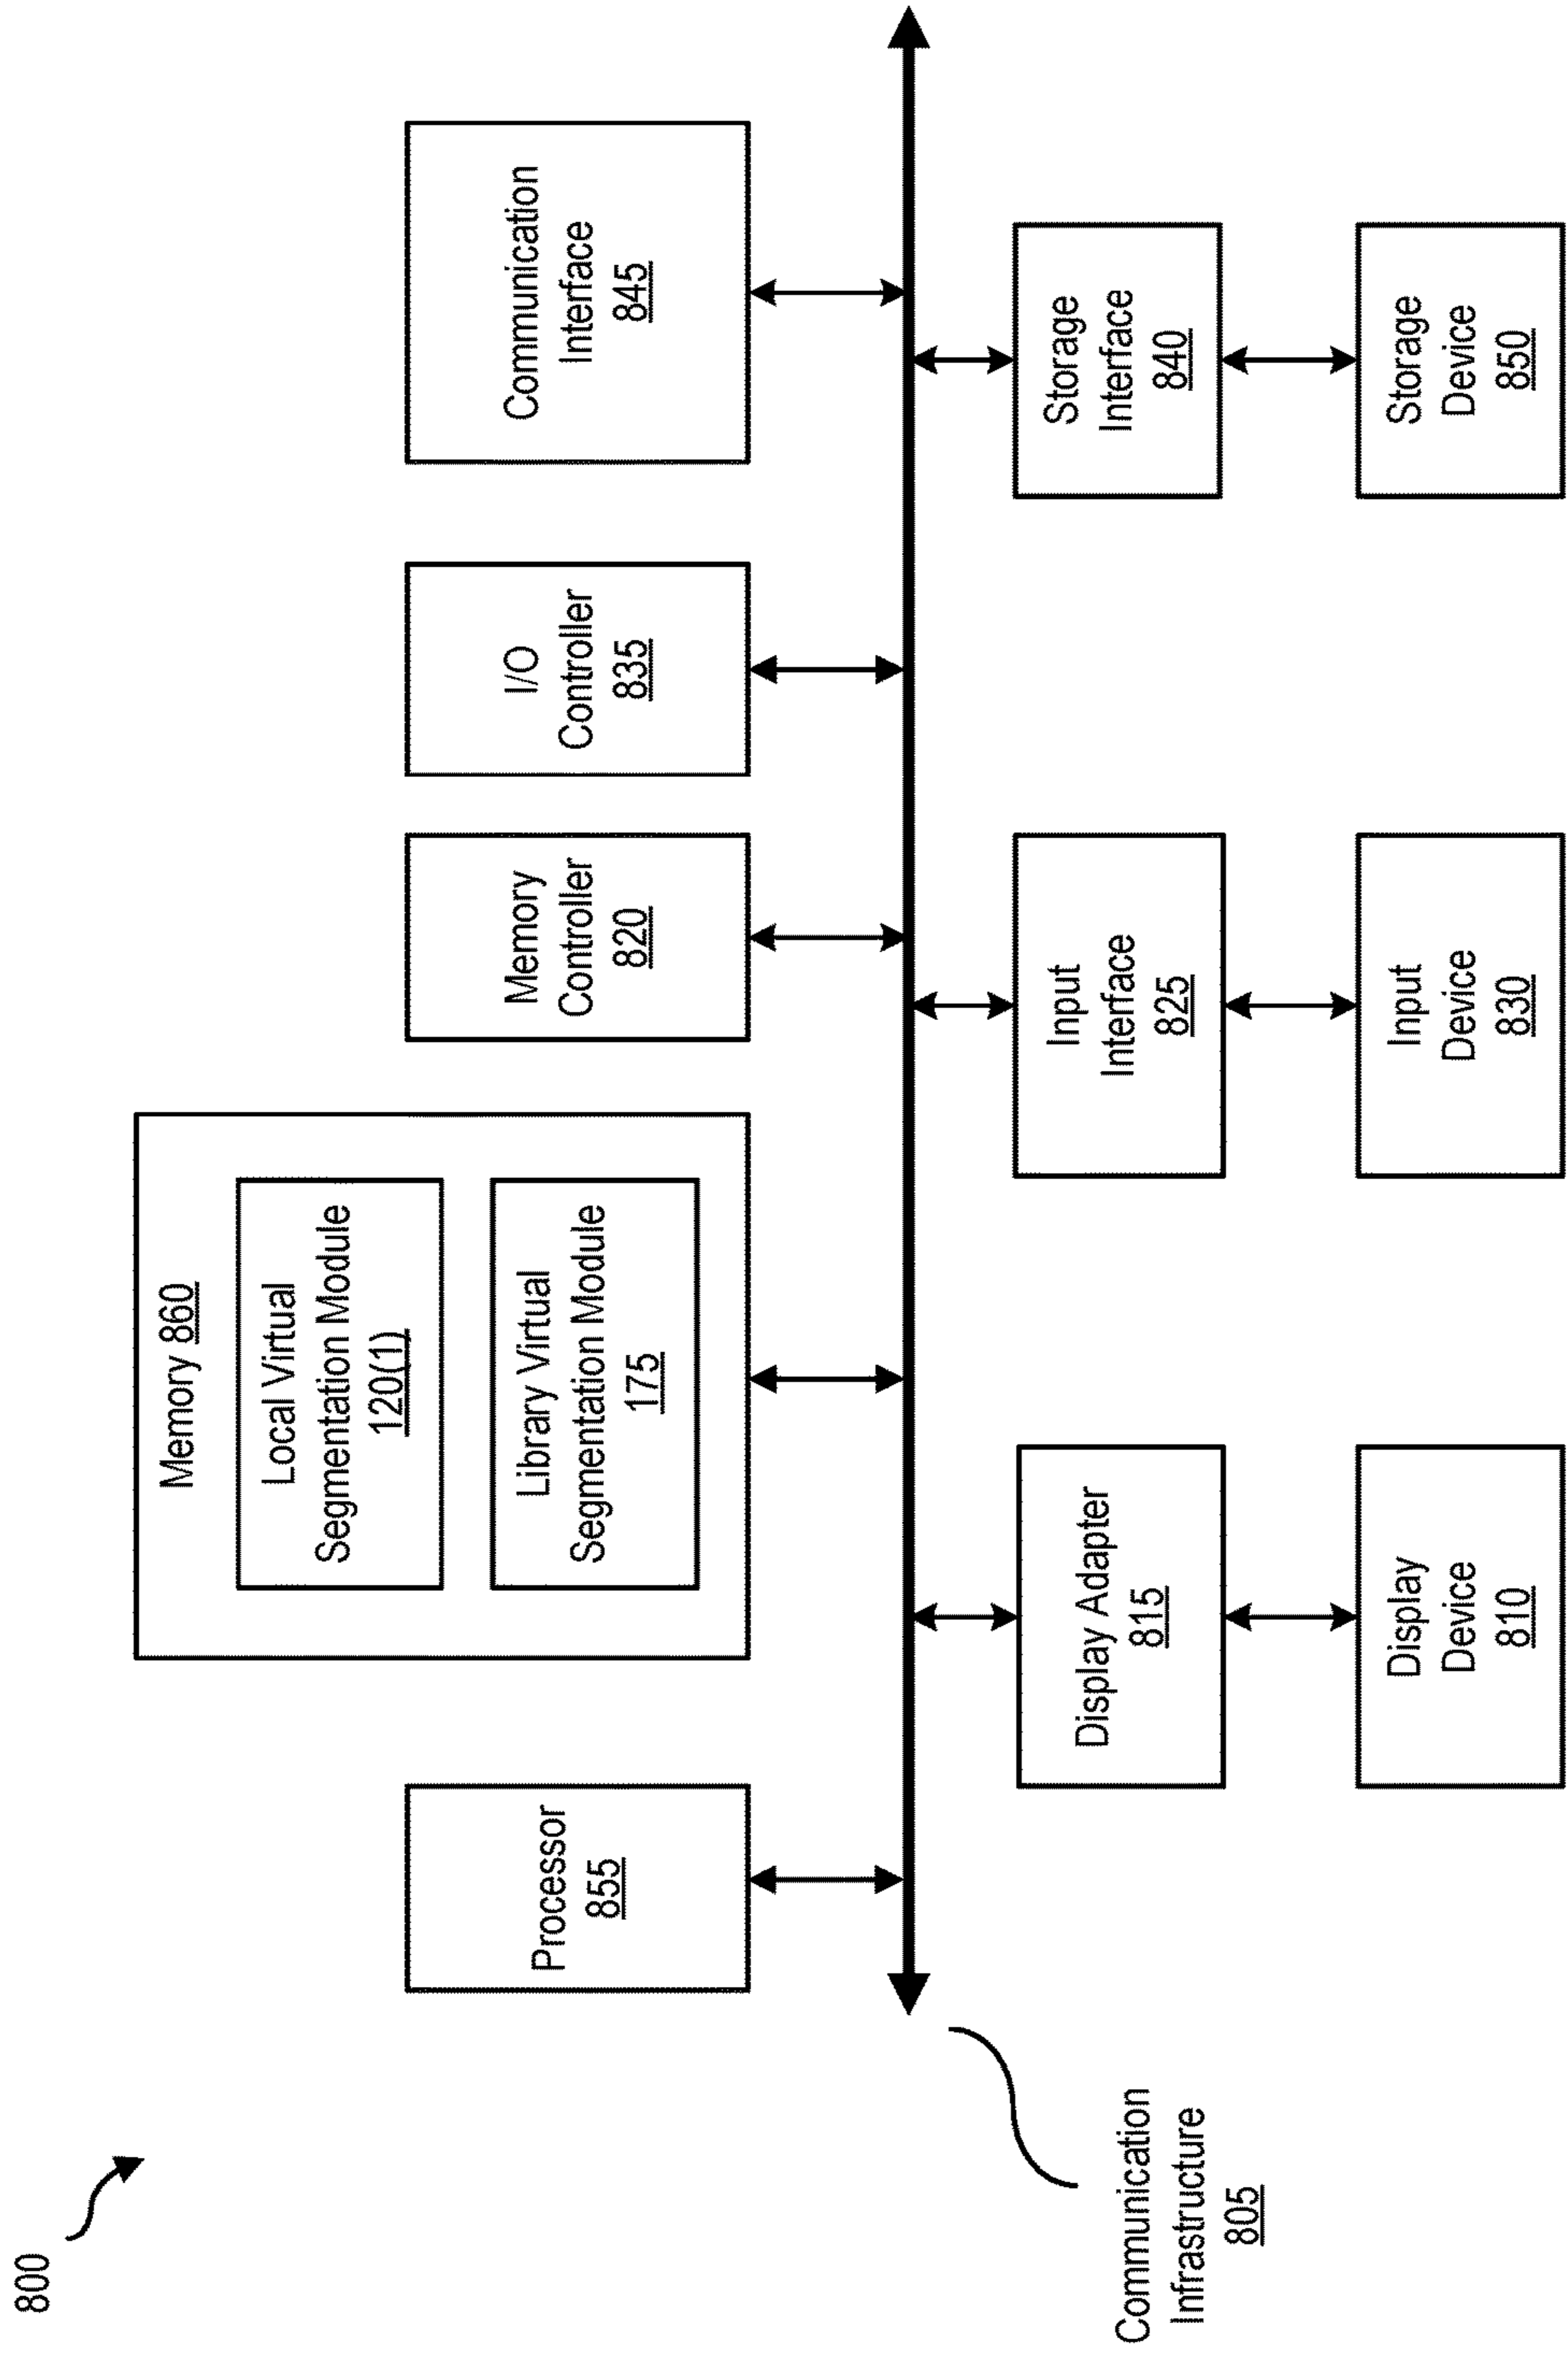 800
Processor
855
Memory 860
Local Virtual
Segmentation Module
120(1)
Library Virtual
Segmentation Module
175
Memory
Controller
820
I/O
Controller
835
Communication
Interface
845
Communication
Infrastructure
805
Display Adapter
815
Input
Interface
825
Storage
Interface
840
Display
Device
810
Input
Device
830
Storage
Device
850